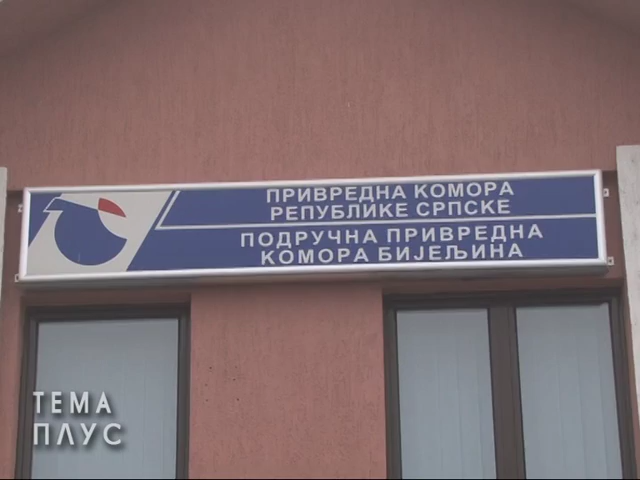 ПРИВРЕДНА КОМОРА
РЕПУБЛИКЕ СРПСКЕ
ПОДРУЧНА ПРИВРЕДНА
КОМОРА БИЈЕЉИНА
ТЕМА
ПЛУС